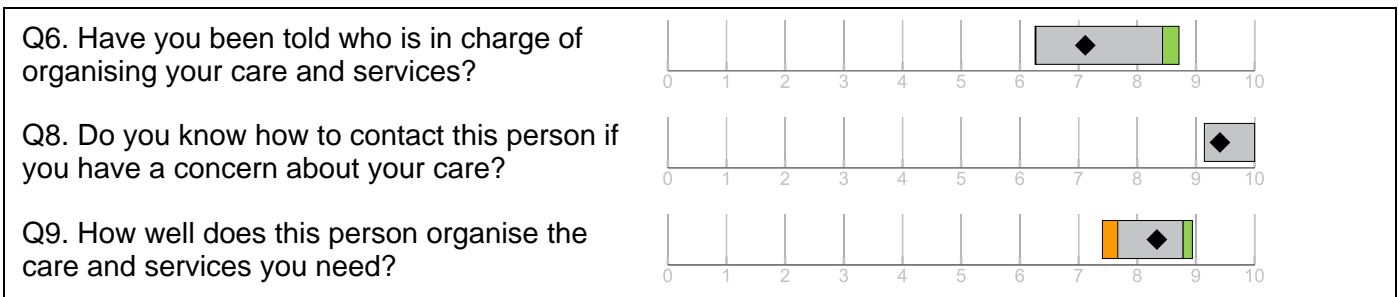 Q6. Have you been told who is in charge of
organising your care and services?
0 1 2 3 4 5 6 7 8 9 10
Q8. Do you know how to contact this person if
you have a concern about your care?
0 1 2 3 4 5 6 7 8 9 10
Q9. How well does this person organise the
care and services you need?
0 1 2 3 4 5 6 7 8 9 10